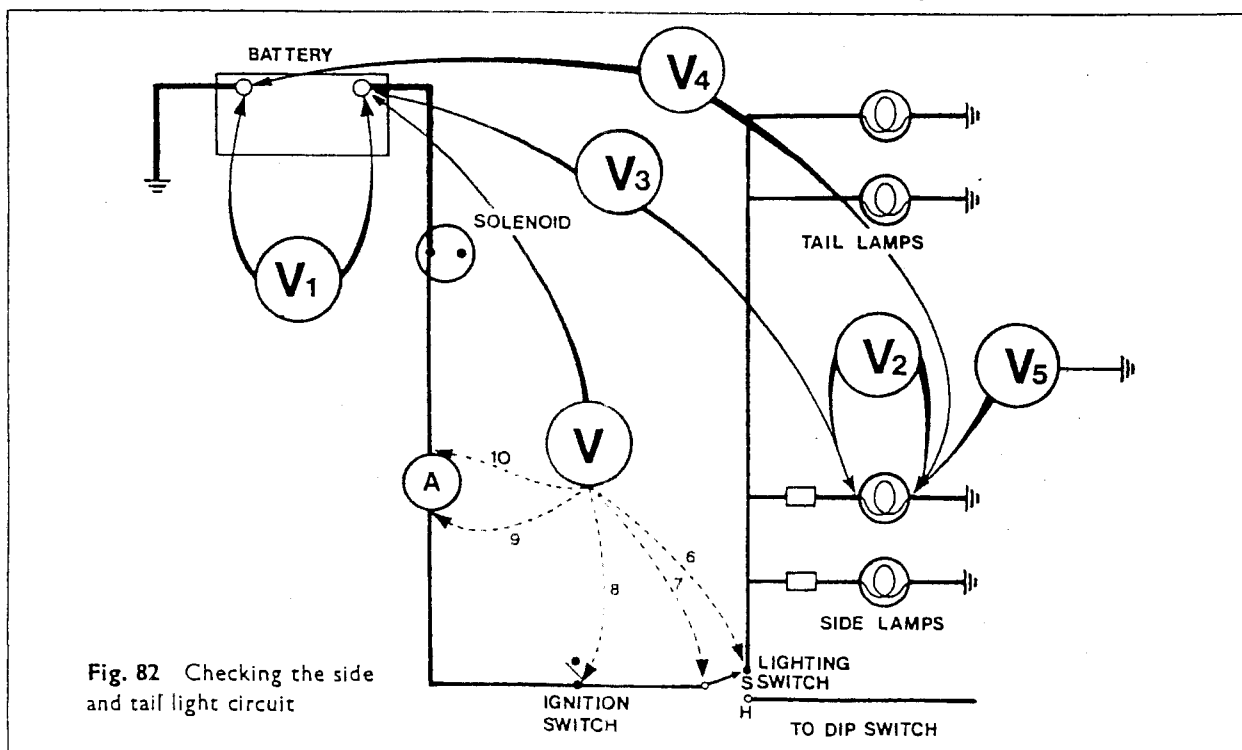 BATTERY
V4
V3
SOLENOID
V1
TAIL LAMPS
V2
V5
V
10
A
9
8
7
6
SIDE LAMPS
LIGHTING
S SWITCH
H
IGNITION
SWITCH
TO DIP SWITCH
Fig. 82 Checking the side
and tail light circuit